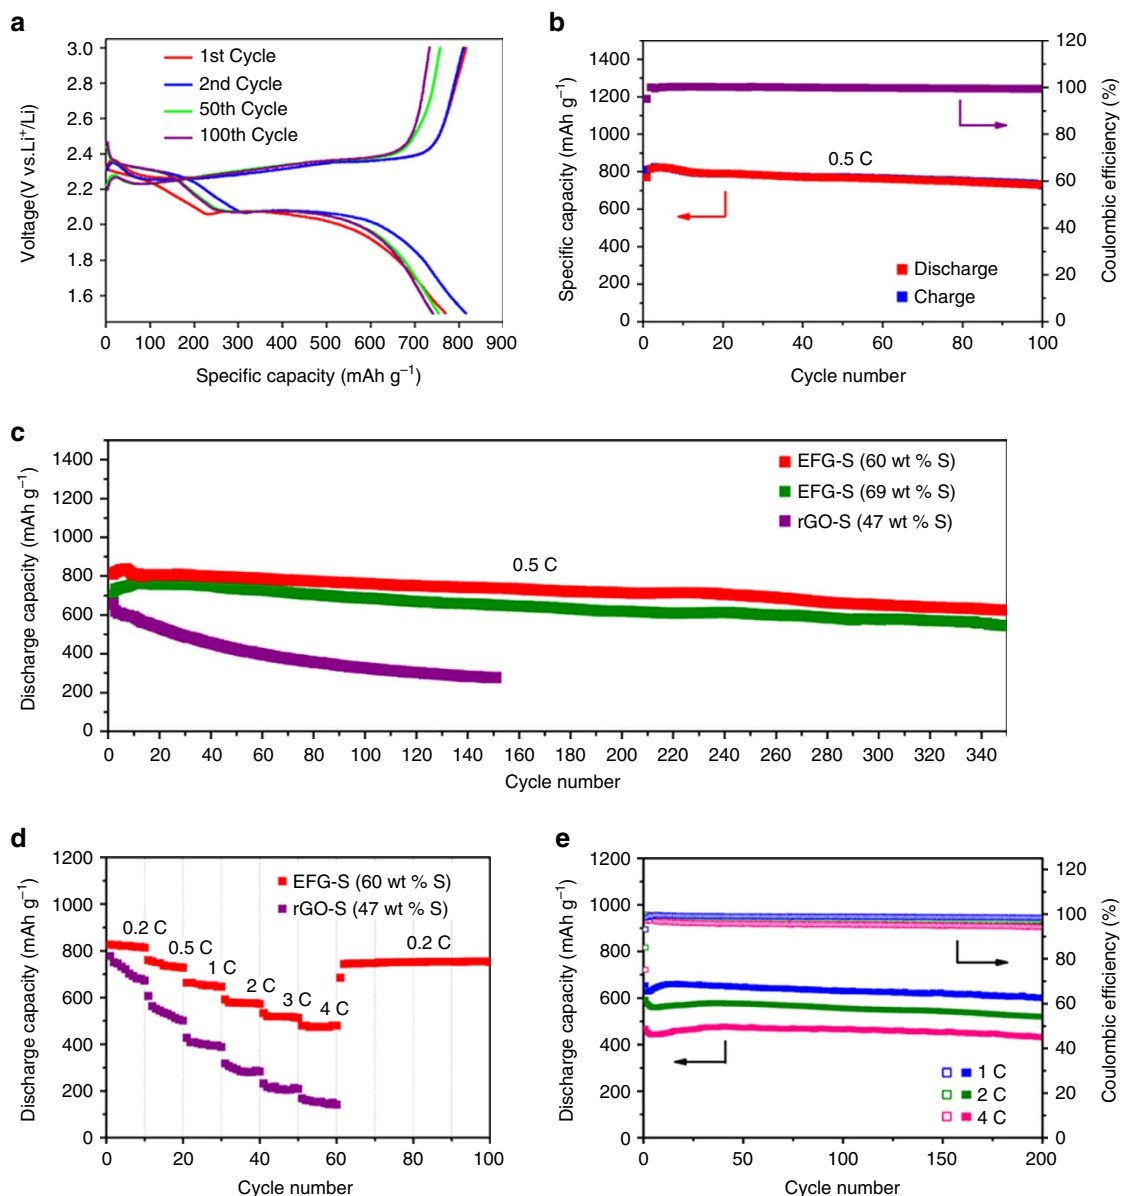 a
3.0
2.8
2.6
2.4
2.2
2.0
1.8
1.6
Voltage(V vs.Li⁺/Li)
1st Cycle
2nd Cycle
50th Cycle
100th Cycle
0 100 200 300 400 500 600 700 800 900
Specific capacity (mAh g⁻¹)
b
1400
1200
1000
800
600
400
200
0
Specific capacity (mAh g⁻¹)
0.5 C
Discharge
Charge
120
100
80
60
40
20
0
Coulombic efficiency (%)
0 20 40 60 80 100
Cycle number
c
1400
1200
1000
800
600
400
200
0
Discharge capacity (mAh g⁻¹)
EFG-S (60 wt % S)
EFG-S (69 wt % S)
rGO-S (47 wt % S)
0.5 C
0 20 40 60 80 100 120 140 160 180 200 220 240 260 280 300 320 340
Cycle number
d
1200
1000
800
600
400
200
0
Discharge capacity (mAh g⁻¹)
EFG-S (60 wt % S)
rGO-S (47 wt % S)
0.2 C
0.5 C
1 C
2 C
3 C
4 C
0.2 C
0 20 40 60 80 100
Cycle number
e
1200
1000
800
600
400
200
0
Discharge capacity (mAh g⁻¹)
1 C
2 C
4 C
120
100
80
60
40
20
0
Coulombic efficiency (%)
0 50 100 150 200
Cycle number